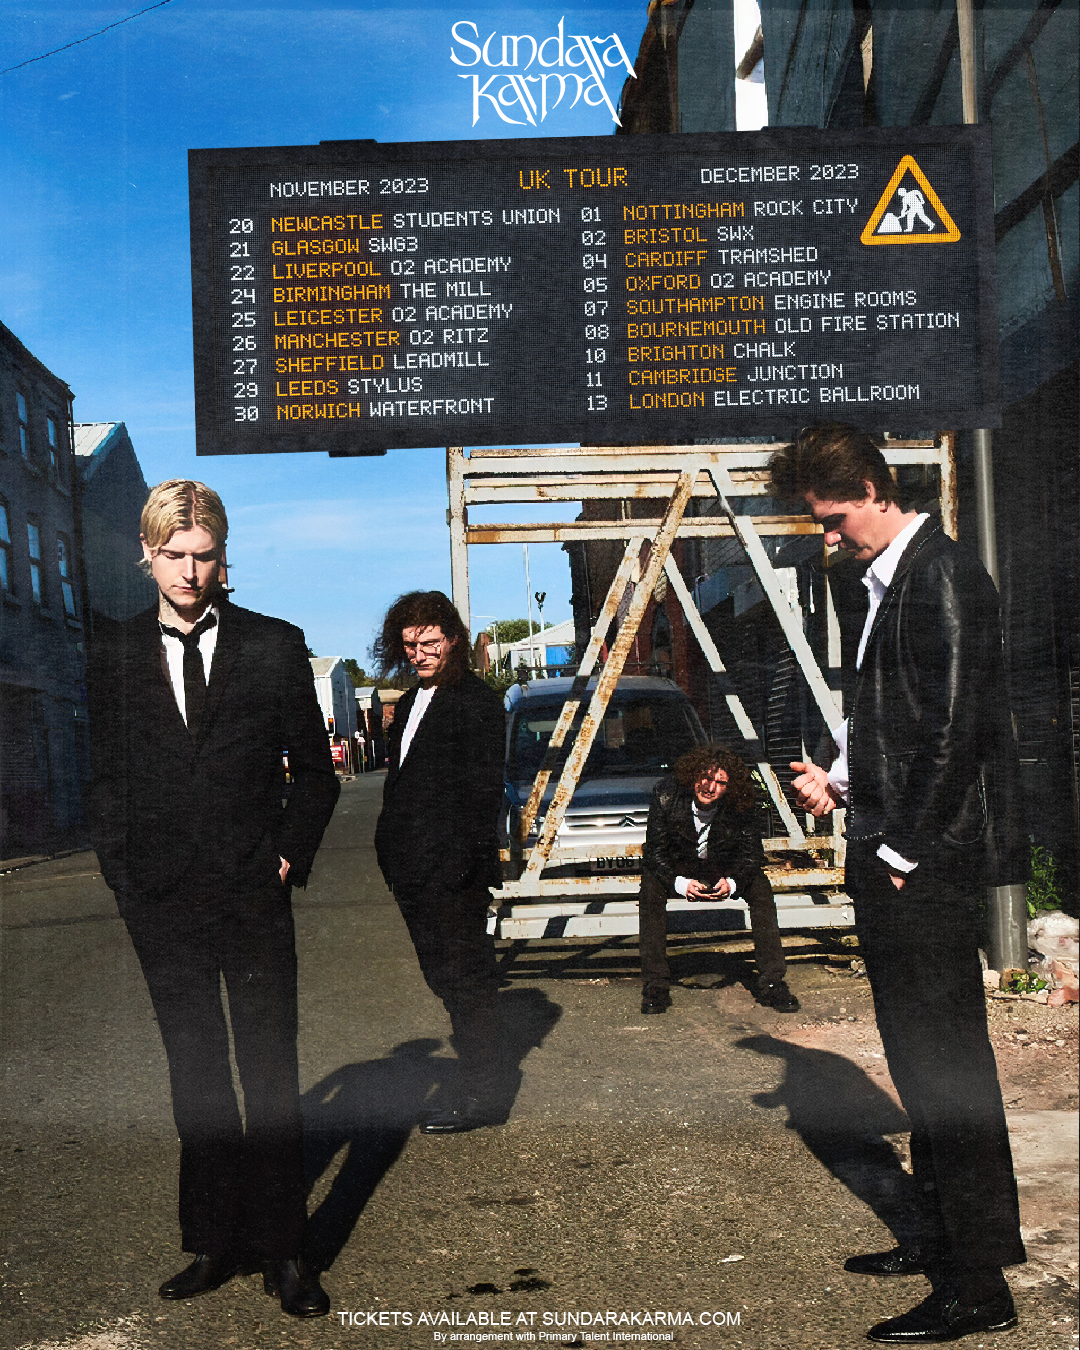 Sundara
Karma
NOVEMBER 2023
UK TOUR
DECEMBER 2023
20 NEWCASTLE STUDENTS UNION
21 GLASGOW SWG3
22 LIVERPOOL O2 ACADEMY
24 BIRMINGHAM THE MILL
25 LEICESTER O2 ACADEMY
26 MANCHESTER O2 RITZ
27 SHEFFIELD LEADMILL
29 LEEDS STYLUS
30 NORWICH WATERFRONT
01 NOTTINGHAM ROCK CITY
02 BRISTOL SWX
04 CARDIFF TRAMSHED
05 OXFORD O2 ACADEMY
07 SOUTHAMPTON ENGINE ROOMS
08 BOURNEMOUTH OLD FIRE STATION
10 BRIGHTON CHALK
11 CAMBRIDGE JUNCTION
13 LONDON ELECTRIC BALLROOM
TICKETS AVAILABLE AT SUNDARAKARMA.COM
By arrangement with Primary Talent International